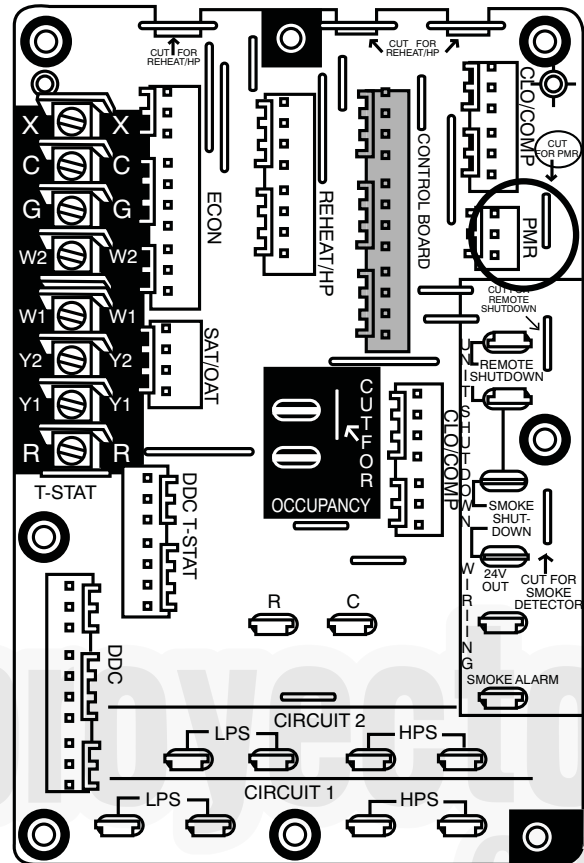 CUT FOR
REHEAT/HP
CUT FOR
REHEAT/HP
X X
C C
G G
W2 W2
W1 W1
Y2 Y2
Y1 Y1
R R
T-STAT
ECON
SAT/OAT
REHEAT/HP
CONTROL BOARD
CLO/COMP
CUT
FOR PMR
PMR
CUT FOR
REMOTE
SHUTDOWN
UNIT SHUTDOWN WIRIING
REMOTE
SHUTDOWN
SMOKE
SHUT-
DOWN
24V
OUT
CUT FOR
SMOKE
DETECTOR
SMOKE ALARM
CUT FOR
OCCUPANCY
CLO/COMP
DDC T-STAT
DDC
R C
CIRCUIT 2
LPS HPS
CIRCUIT 1
LPS HPS
proyecto